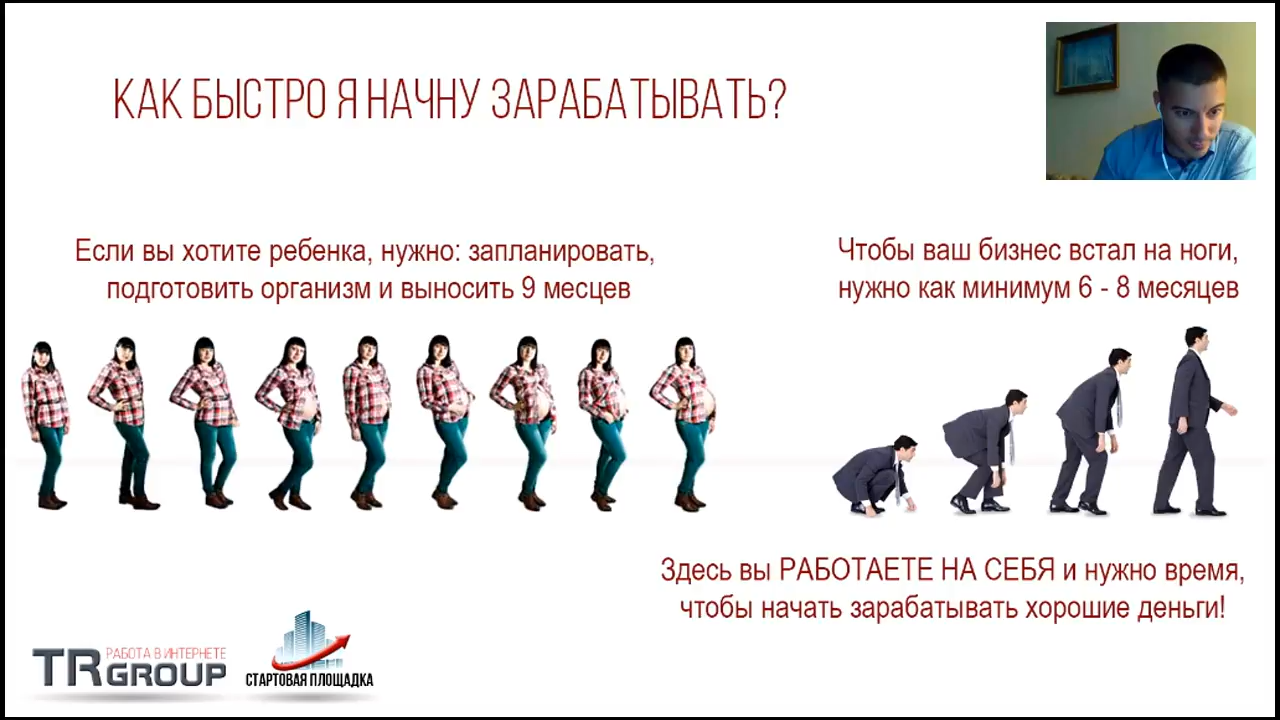 КАК БЫСТРО Я НАЧНУ ЗАРАБАТЫВАТЬ?
Если вы хотите ребенка, нужно: запланировать,
подготовить организм и выносить 9 месцев
Чтобы ваш бизнес встал на ноги,
нужно как минимум 6 - 8 месяцев
Здесь вы РАБОТАЕТЕ НА СЕБЯ и нужно время,
чтобы начать зарабатывать хорошие деньги!
TR GROUP
РАБОТА В ИНТЕРНЕТЕ
СТАРТОВАЯ ПЛОЩАДКА